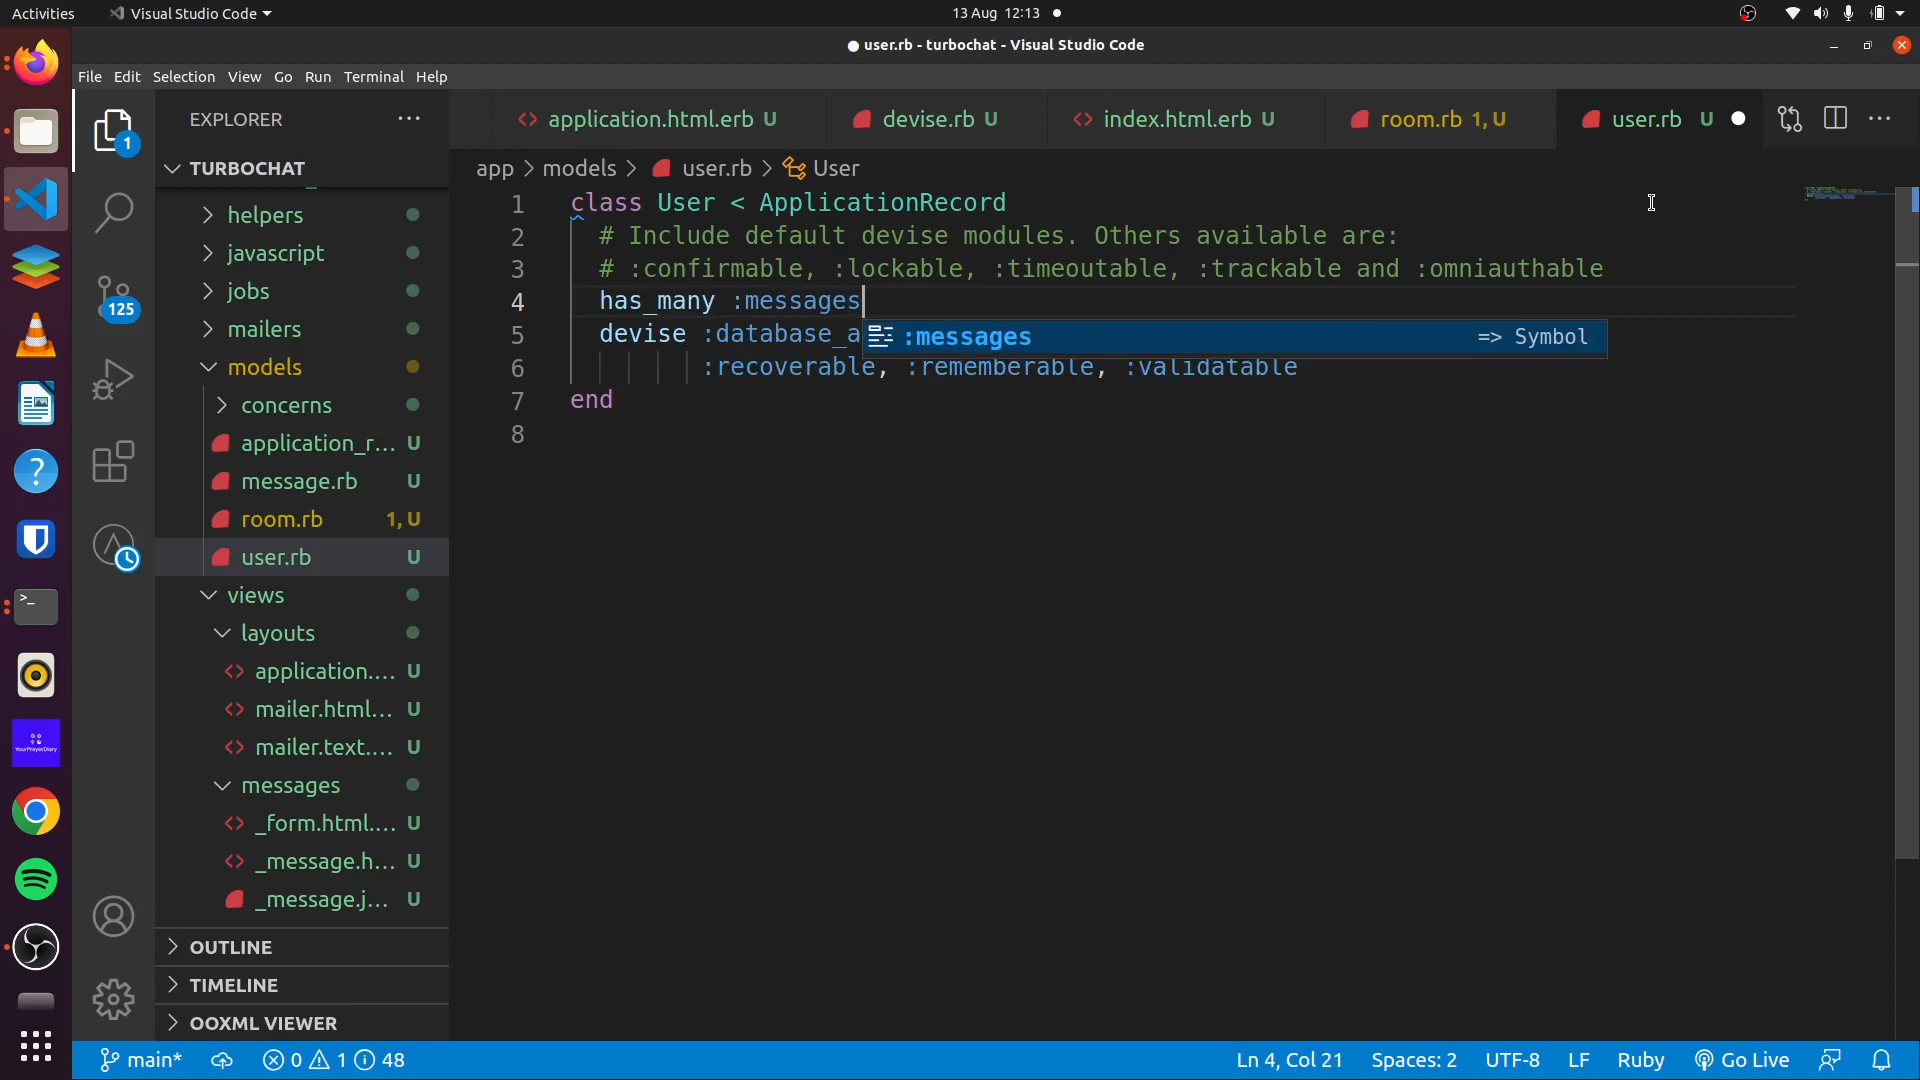 Activities
Visual Studio Code
13 Aug 12:13
user.rb - turbochat - Visual Studio Code
File Edit Selection View Go Run Terminal Help
EXPLORER
application.html.erb U
devise.rb U
index.html.erb U
room.rb 1, U
user.rb U
TURBOCHAT
app > models > user.rb > User
helpers
javascript
jobs
mailers
models
concerns
application_r... U
message.rb U
room.rb 1, U
user.rb U
views
layouts
application.... U
mailer.html... U
mailer.text.... U
messages
_form.html.... U
_message.h... U
_message.j... U
OUTLINE
TIMELINE
OOXML VIEWER
1 class User < ApplicationRecord
2 # Include default devise modules. Others available are:
3 # :confirmable, :lockable, :timeoutable, :trackable and :omniauthable
4 has_many :messages
5 devise :database_a
:messages => Symbol
6 :recoverable, :rememberable, :validatable
7 end
8
1
125
YourPrayerDiary
main* 0 1 48
Ln 4, Col 21 Spaces: 2 UTF-8 LF Ruby Go Live